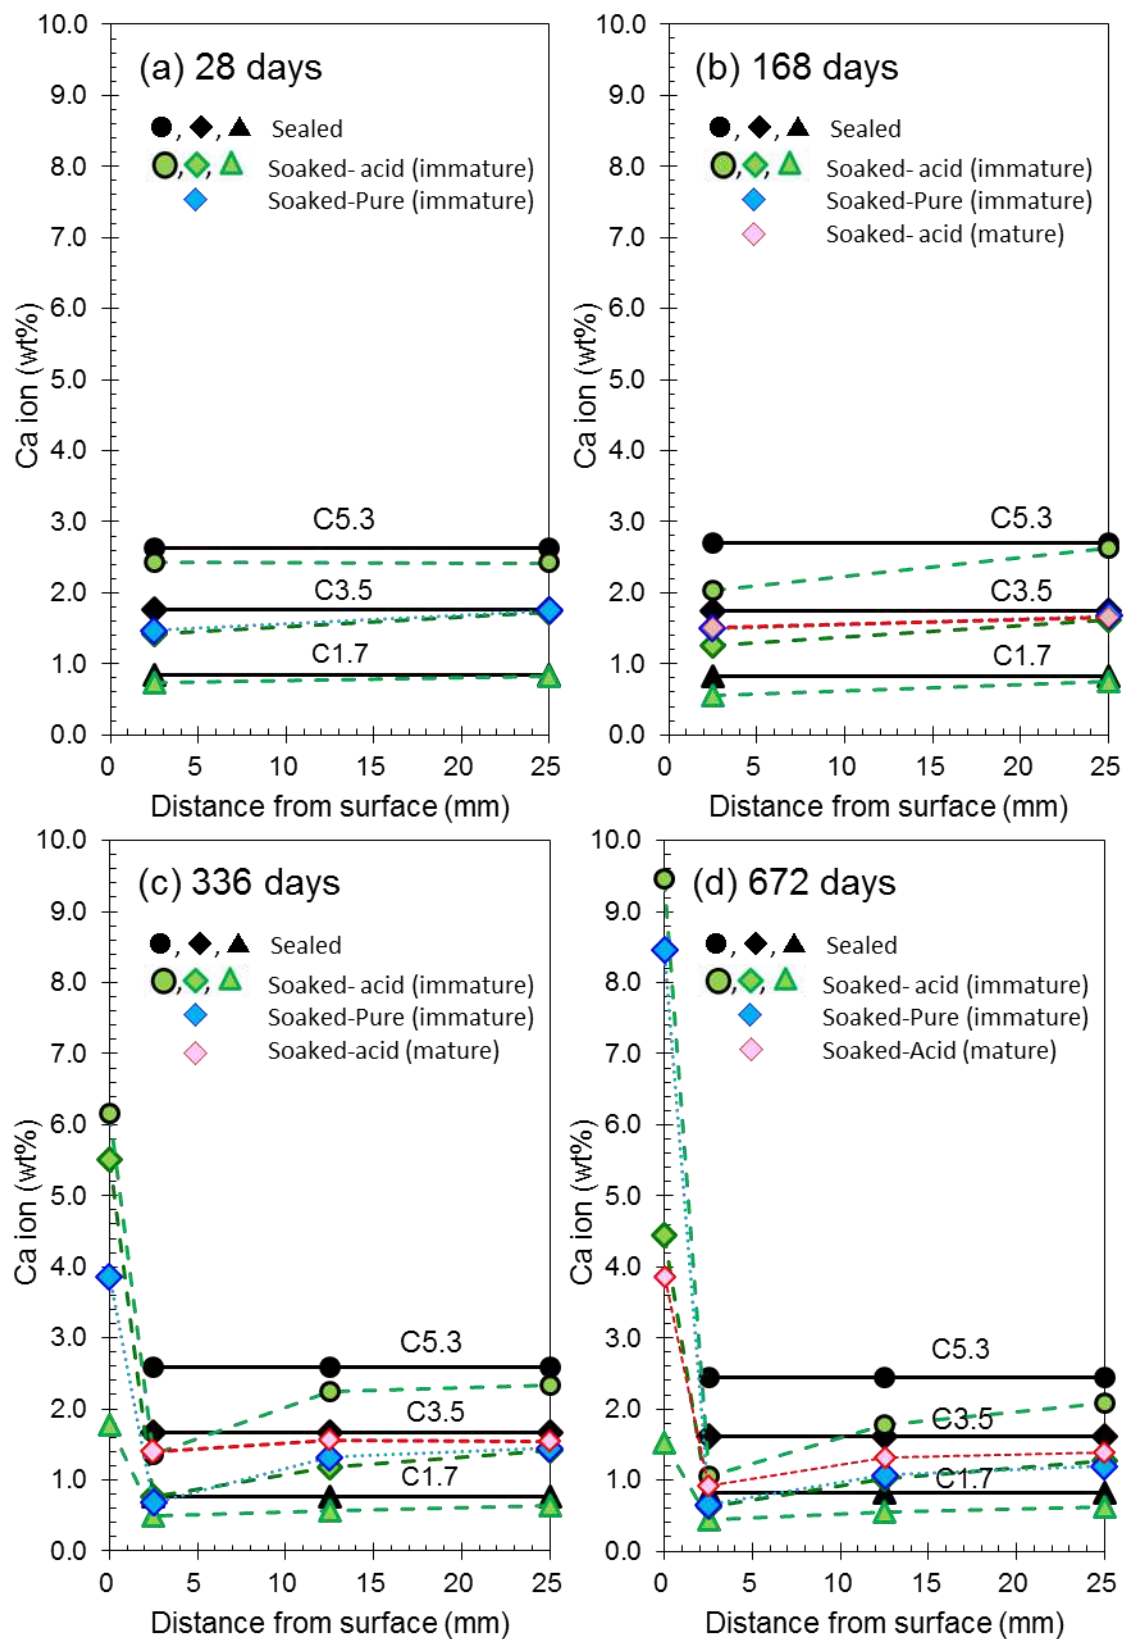 (a) 28 days
Sealed
Soaked- acid (immature)
Soaked-Pure (immature)
C5.3
C3.5
C1.7
10.0
9.0
8.0
7.0
6.0
5.0
4.0
3.0
2.0
1.0
0.0
Ca ion (wt%)
0 5 10 15 20 25
Distance from surface (mm)
(b) 168 days
Sealed
Soaked- acid (immature)
Soaked-Pure (immature)
Soaked- acid (mature)
C5.3
C3.5
C1.7
10.0
9.0
8.0
7.0
6.0
5.0
4.0
3.0
2.0
1.0
0.0
Ca ion (wt%)
0 5 10 15 20 25
Distance from surface (mm)
(c) 336 days
Sealed
Soaked- acid (immature)
Soaked-Pure (immature)
Soaked-acid (mature)
C5.3
C3.5
C1.7
10.0
9.0
8.0
7.0
6.0
5.0
4.0
3.0
2.0
1.0
0.0
Ca ion (wt%)
0 5 10 15 20 25
Distance from surface (mm)
(d) 672 days
Sealed
Soaked- acid (immature)
Soaked-Pure (immature)
Soaked-Acid (mature)
C5.3
C3.5
C1.7
10.0
9.0
8.0
7.0
6.0
5.0
4.0
3.0
2.0
1.0
0.0
Ca ion (wt%)
0 5 10 15 20 25
Distance from surface (mm)